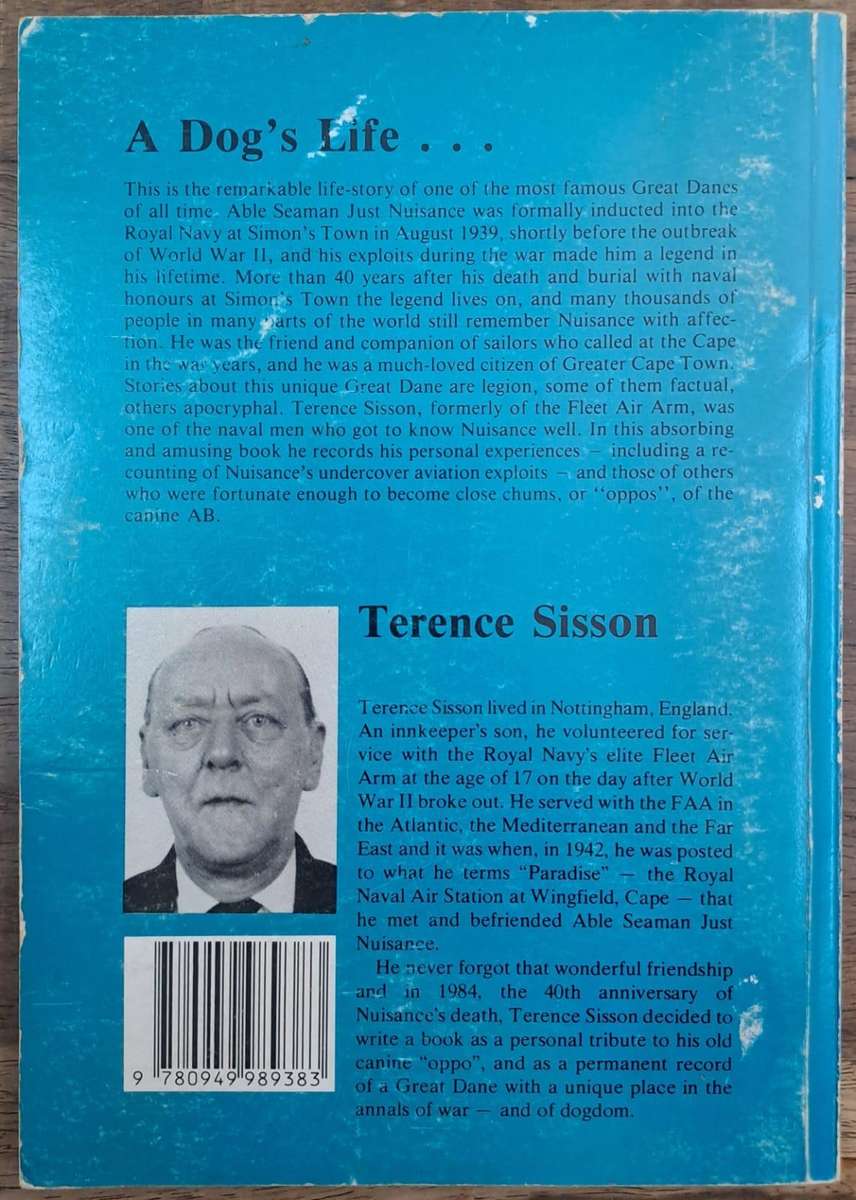 A Dog's Life . . .
This is the remarkable life-story of one of the most famous Great Danes
of all time. Able Seaman Just Nuisance was formally inducted into the
Royal Navy at Simon's Town in August 1939, shortly before the outbreak
of World War II, and his exploits during the war made him a legend in
his lifetime. More than 40 years after his death and burial with naval
honours at Simon's Town the legend lives on, and many thousands of
people in many parts of the world still remember Nuisance with affec-
tion. He was the friend and companion of sailors who called at the Cape
in the war years, and he was a much-loved citizen of Greater Cape Town.
Stories about this unique Great Dane are legion, some of them factual,
others apocryphal. Terence Sisson, formerly of the Fleet Air Arm, was
one of the naval men who got to know Nuisance well. In this absorbing
and amusing book he records his personal experiences — including a re-
counting of Nuisance's undercover aviation exploits — and those of others
who were fortunate enough to become close chums, or "oppos", of the
canine AB.
Terence Sisson
Terence Sisson lived in Nottingham, England.
An innkeeper's son, he volunteered for ser-
vice with the Royal Navy's elite Fleet Air
Arm at the age of 17 on the day after World
War II broke out. He served with the FAA in
the Atlantic, the Mediterranean and the Far
East and it was when, in 1942, he was posted
to what he terms "Paradise" — the Royal
Naval Air Station at Wingfield, Cape — that
he met and befriended Able Seaman Just
Nuisance.
He never forgot that wonderful friendship
and in 1984, the 40th anniversary of
Nuisance's death, Terence Sisson decided to
write a book as a personal tribute to his old
canine "oppo", and as a permanent record
of a Great Dane with a unique place in the
annals of war — and of dogdom.
9 780949 989383